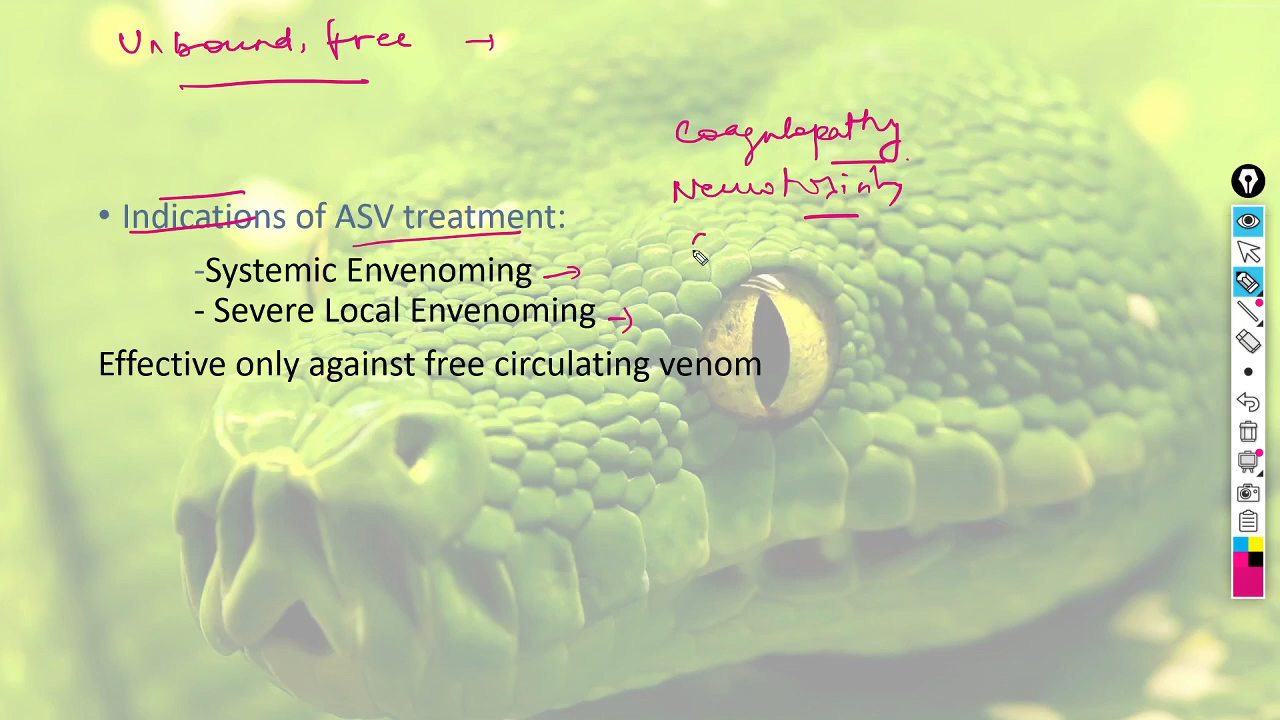 Unbound, free →
Coagulopathy
Neurotoxicity
• Indications of ASV treatment:
-Systemic Envenoming →
- Severe Local Envenoming →
Effective only against free circulating venom